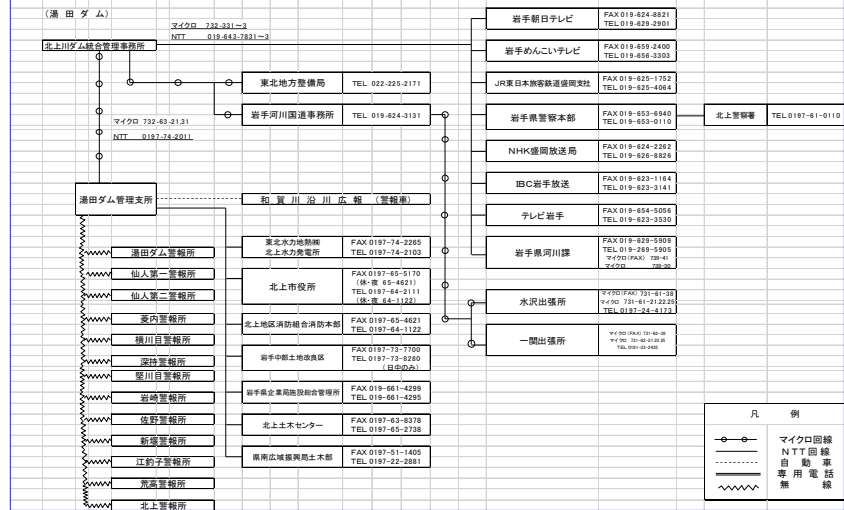 (湯田ダム)
マイクロ 732-331~3
NTT 019-643-7831~3
北上川ダム統合管理事務所
マイクロ 732-63-21,31
NTT 0197-74-2011
東北地方整備局 TEL 022-225-2171
岩手河川国道事務所 TEL 019-624-3131
湯田ダム管理支所
和賀川沿川広報 (警報車)
湯田ダム警報所
仙人第一警報所
仙人第二警報所
菱内警報所
横川目警報所
深持警報所
竪川目警報所
岩崎警報所
佐野警報所
新堰警報所
江釣子警報所
荒高警報所
北上警報所
東北水力地熱㈱
北上水力発電所
FAX 0197-74-2265
TEL 0197-74-2103
北上市役所
FAX 0197-65-5170
(休・夜 65-4621)
TEL 0197-64-2111
(休・夜 64-1122)
北上地区消防組合消防本部
FAX 0197-65-4621
TEL 0197-64-1122
岩手中部土地改良区
FAX 0197-73-7700
TEL 0197-73-8280
(日中のみ)
岩手県企業局施設総合管理所
FAX 019-661-4299
TEL 019-661-4295
北上土木センター
FAX 0197-63-8378
TEL 0197-65-2738
県南広域振興局土木部
FAX 0197-51-1405
TEL 0197-22-2881
岩手朝日テレビ
FAX 019-624-8821
TEL 019-629-2901
岩手めんこいテレビ
FAX 019-659-2400
TEL 019-656-3303
JR東日本旅客鉄道盛岡支社
FAX 019-625-1752
TEL 019-625-4064
岩手県警察本部
FAX 019-653-6940
TEL 019-653-0110
北上警察署 TEL 0197-61-0110
NHK盛岡放送局
FAX 019-624-2262
TEL 019-626-8826
IBC岩手放送
FAX 019-623-1164
TEL 019-623-3141
テレビ岩手
FAX 019-654-5056
TEL 019-623-3530
岩手県河川課
FAX 019-629-5909
TEL 019-269-5905
マイクロ(FAX) 739-41
マイクロ 739-30
水沢出張所
マイクロ(FAX) 731-61-38
マイクロ 731-61-21,22,25
TEL 0197-24-4173
一関出張所
マイクロ(FAX) 731-62-38
マイクロ 731-62-21,22,25
凡例
マイクロ回線
NTT回線
自動車
専用電話
無線